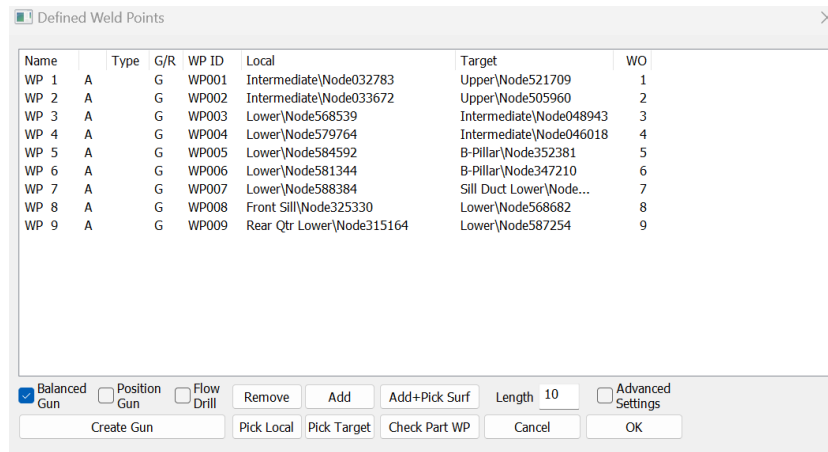 Defined Weld Points
Name Type G/R WP ID Local Target WO
WP 1 A G WP001 Intermediate\Node032783 Upper\Node521709 1
WP 2 A G WP002 Intermediate\Node033672 Upper\Node505960 2
WP 3 A G WP003 Lower\Node568539 Intermediate\Node048943 3
WP 4 A G WP004 Lower\Node579764 Intermediate\Node046018 4
WP 5 A G WP005 Lower\Node584592 B-Pillar\Node352381 5
WP 6 A G WP006 Lower\Node581344 B-Pillar\Node347210 6
WP 7 A G WP007 Lower\Node588384 Sill Duct Lower\Node... 7
WP 8 A G WP008 Front Sill\Node325330 Lower\Node568682 8
WP 9 A G WP009 Rear Qtr Lower\Node315164 Lower\Node587254 9
Balanced Gun Position Gun Flow Drill Remove Add Add+Pick Surf Length 10 Advanced Settings
Create Gun Pick Local Pick Target Check Part WP Cancel OK